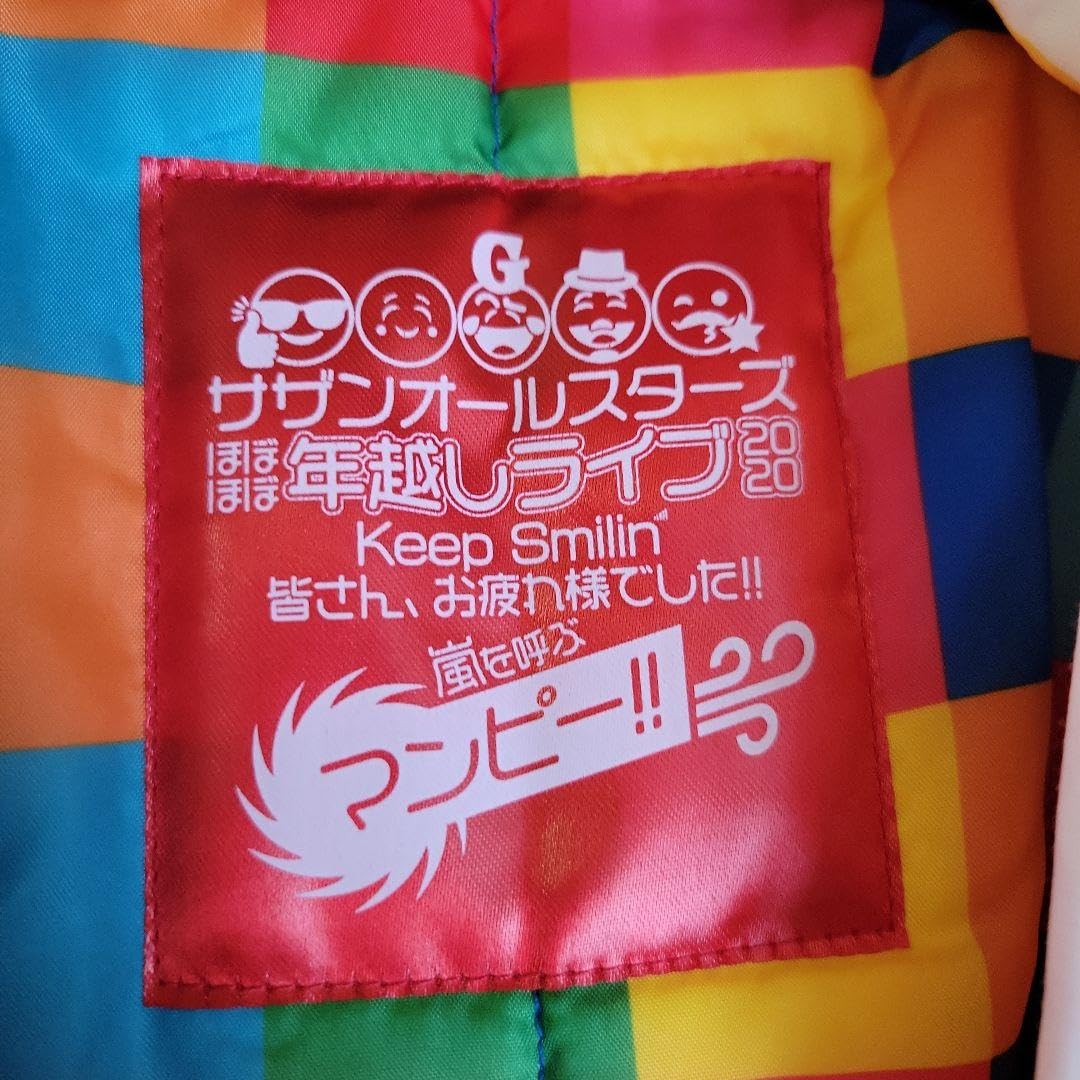 G
サザンオールスターズ
ほぼほぼ年越しライブ2020
Keep Smilin'
皆さん、お疲れ様でした!!
嵐を呼ぶ
マンピー!!